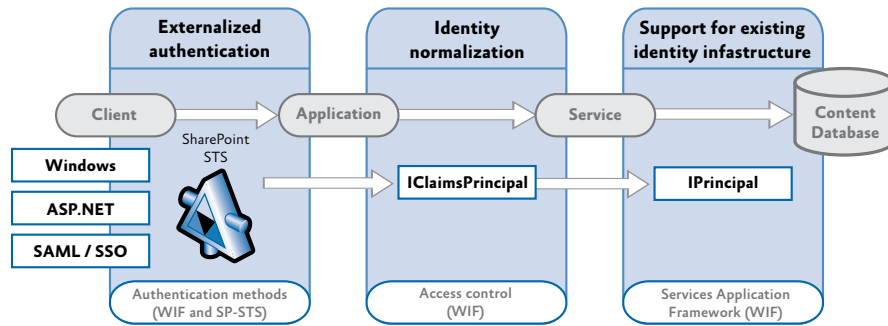 Externalized
authentication
Identity
normalization
Support for existing
identity infastructure
Client
Application
Service
Content
Database
SharePoint
STS
Windows
ASP.NET
SAML / SSO
IClaimsPrincipal
IPrincipal
Authentication methods
(WIF and SP-STS)
Access control
(WIF)
Services Application
Framework (WIF)